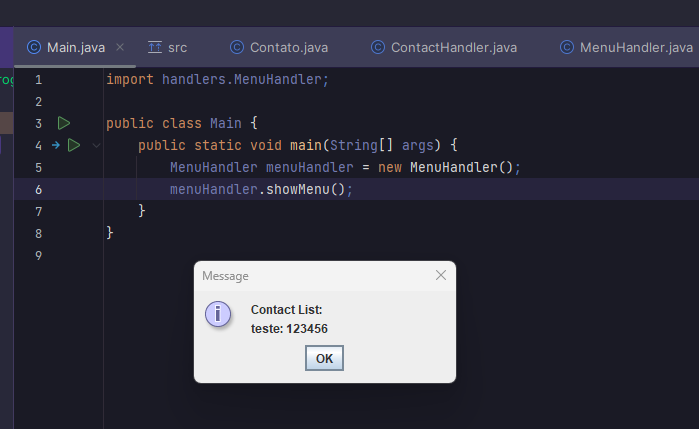 Main.java
src
Contato.java
ContactHandler.java
MenuHandler.java
rog
1 import handlers.MenuHandler;
2
3 public class Main {
4 public static void main(String[] args) {
5 MenuHandler menuHandler = new MenuHandler();
6 menuHandler.showMenu();
7 }
8 }
9
Message
Contact List:
teste: 123456
OK